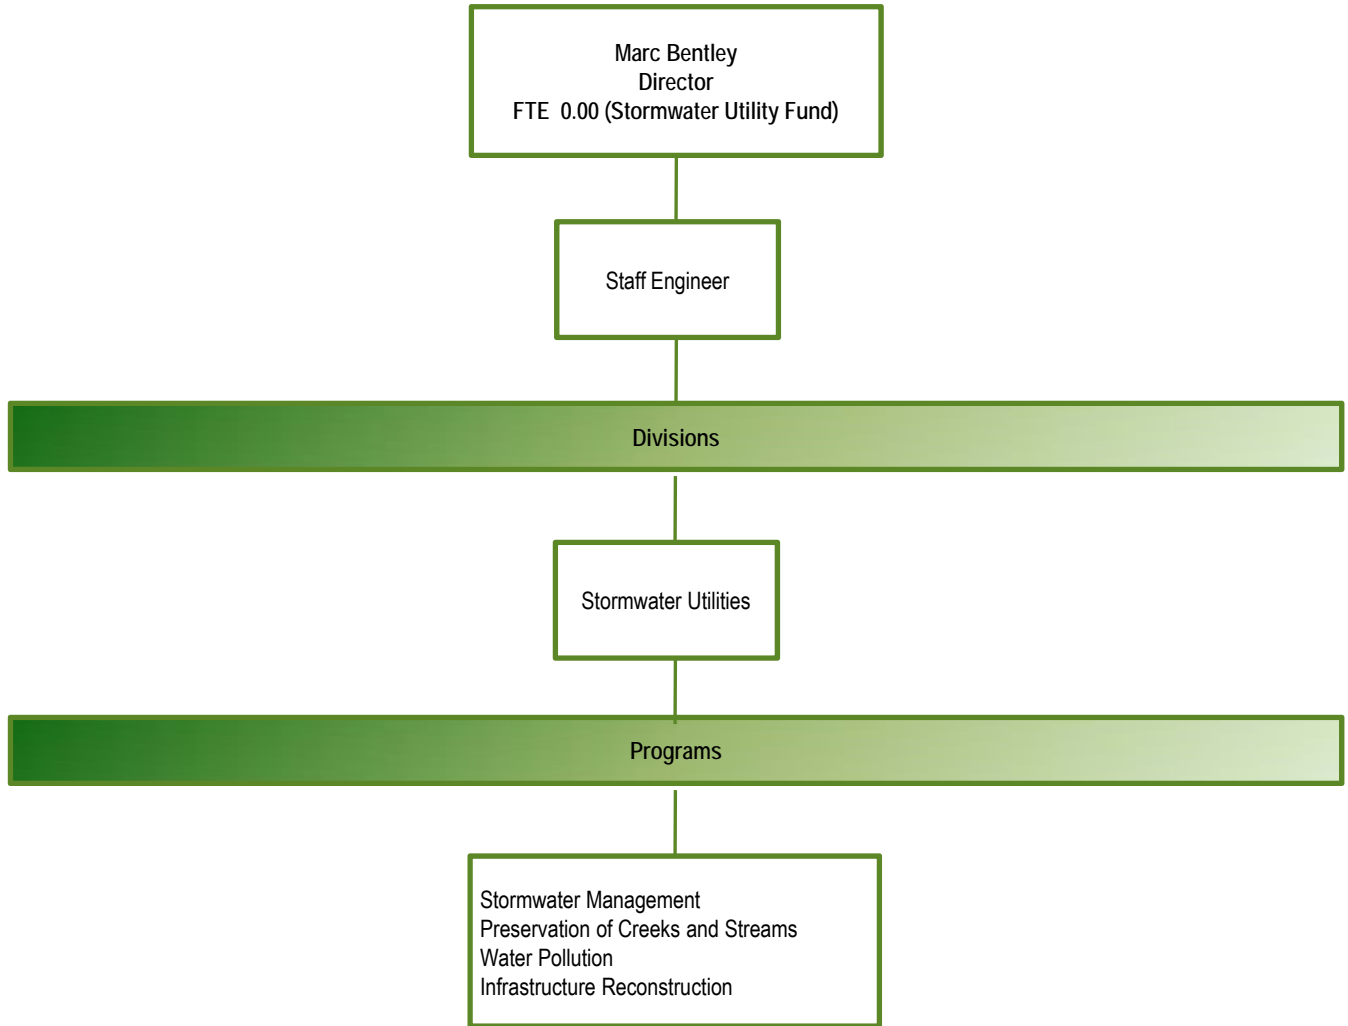 Marc Bentley
Director
FTE 0.00 (Stormwater Utility Fund)
Staff Engineer
Divisions
Stormwater Utilities
Programs
Stormwater Management
Preservation of Creeks and Streams
Water Pollution
Infrastructure Reconstruction